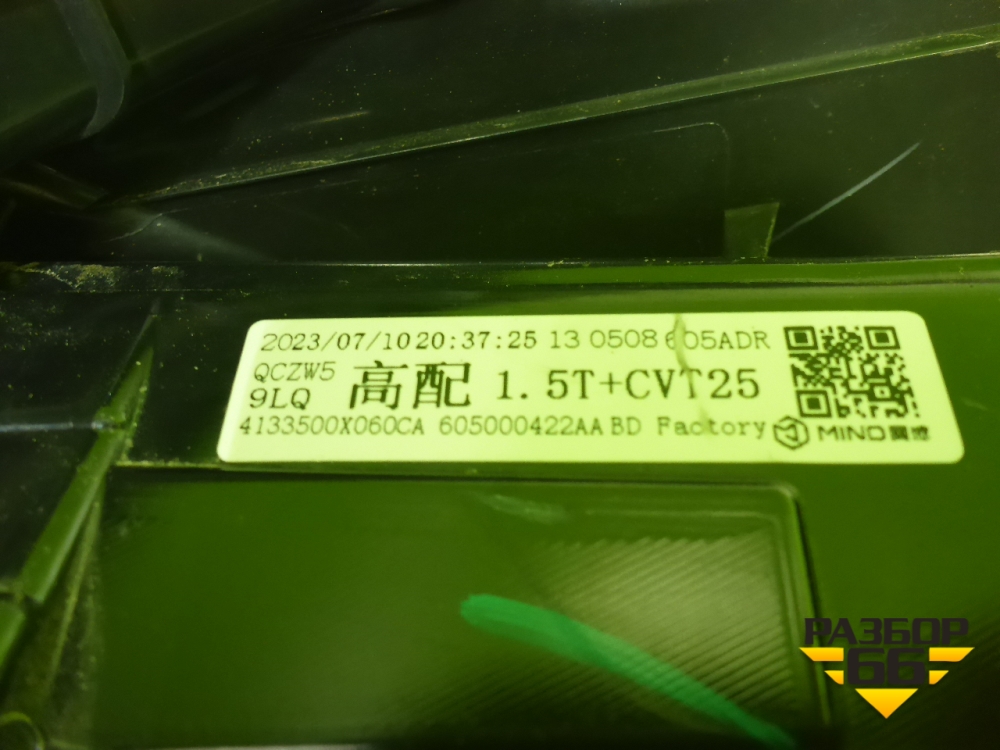 2023/07/10 20:37:25 13 0508 605ADR
QCZW5
9LQ
高配 1.5T+CVT25
4133500X060CA 605000422AA BD Factory
MIND
РАЗБОР
66